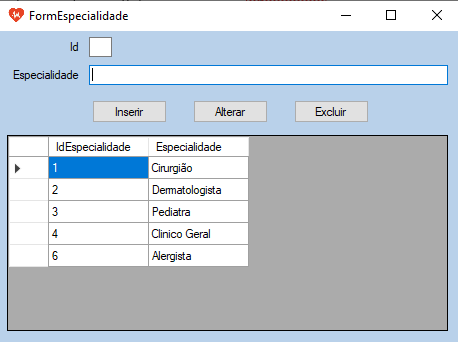 FormEspecialidade
Id
Especialidade
Inserir Alterar Excluir
IdEspecialidade Especialidade
1 Cirurgião
2 Dermatologista
3 Pediatra
4 Clinico Geral
6 Alergista